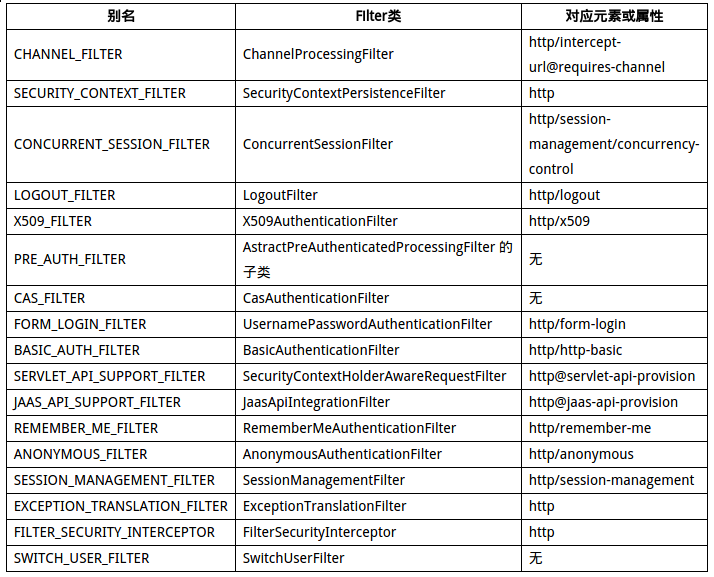 别名 Filter类 对应元素或属性
CHANNEL_FILTER ChannelProcessingFilter http/intercept-
url@requires-channel
SECURITY_CONTEXT_FILTER SecurityContextPersistenceFilter http
CONCURRENT_SESSION_FILTER ConcurrentSessionFilter http/session-
management/concurrency-
control
LOGOUT_FILTER LogoutFilter http/logout
X509_FILTER X509AuthenticationFilter http/x509
PRE_AUTH_FILTER AstractPreAuthenticatedProcessingFilter 的
子类 无
CAS_FILTER CasAuthenticationFilter 无
FORM_LOGIN_FILTER UsernamePasswordAuthenticationFilter http/form-login
BASIC_AUTH_FILTER BasicAuthenticationFilter http/http-basic
SERVLET_API_SUPPORT_FILTER SecurityContextHolderAwareRequestFilter http@servlet-api-provision
JAAS_API_SUPPORT_FILTER JaasApiIntegrationFilter http@jaas-api-provision
REMEMBER_ME_FILTER RememberMeAuthenticationFilter http/remember-me
ANONYMOUS_FILTER AnonymousAuthenticationFilter http/anonymous
SESSION_MANAGEMENT_FILTER SessionManagementFilter http/session-management
EXCEPTION_TRANSLATION_FILTER ExceptionTranslationFilter http
FILTER_SECURITY_INTERCEPTOR FilterSecurityInterceptor http
SWITCH_USER_FILTER SwitchUserFilter 无